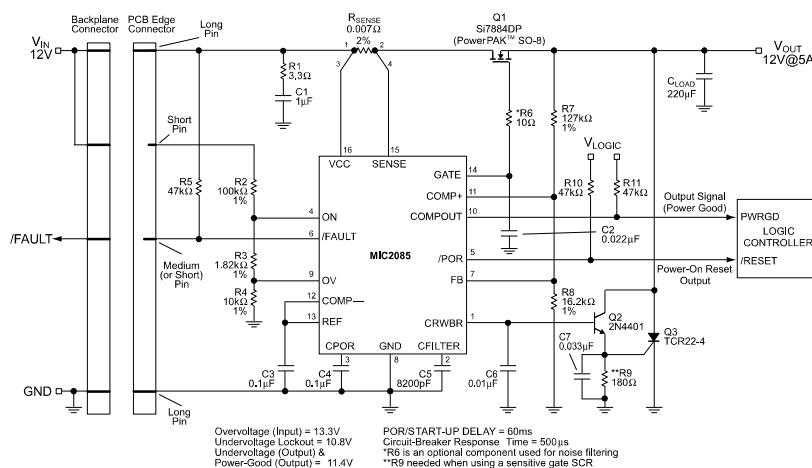 Backplane
Connector
PCB Edge
Connector
Long
Pin
RSENSE
0.007Ω
2%
Q1
Si7884DP
(PowerPAK™ SO-8)
VIN
12V
VOUT
12V@5A
1
2
3
4
R1
3.3Ω
C1
1µF
*R6
10Ω
R7
127kΩ
1%
CLOAD
220µF
Short
Pin
R5
47kΩ
R2
100kΩ
1%
16
15
VCC
SENSE
VLOGIC
R10
47kΩ
R11
47kΩ
GATE
14
COMP+
11
COMPOUT
10
Output Signal
(Power Good)
PWRGD
LOGIC
CONTROLLER
/RESET
4
ON
C2
0.022µF
/FAULT
6
/FAULT
MIC2085
/POR
5
Power-On Reset
Output
Medium
(or Short)
Pin
R3
1.82kΩ
1%
9
OV
FB
7
R4
10kΩ
1%
12
COMP—
13
REF
R8
16.2kΩ
1%
CRWBR
1
Q2
2N4401
Q3
TCR22-4
C7
0.033µF
CPOR
GND
CFILTER
3
8
2
C3
0.1µF
C4
0.1µF
C5
8200pF
C6
0.01µF
**R9
180Ω
GND
Long
Pin
Overvoltage (Input) = 13.3V
Undervoltage Lockout = 10.8V
Undervoltage (Output) &
Power-Good (Output) = 11.4V
POR/START-UP DELAY = 60ms
Circuit-Breaker Response Time = 500µs
*R6 is an optional component used for noise filtering
**R9 needed when using a sensitive gate SCR